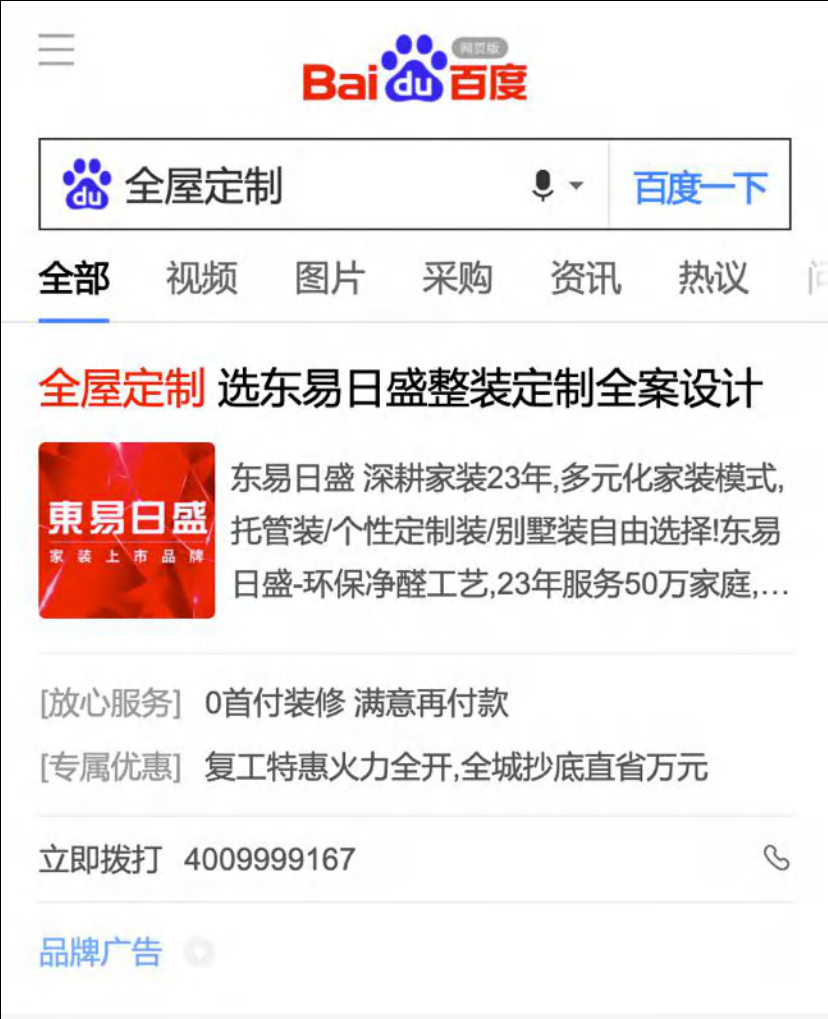 网页版
Bai du 百度
du 全屋定制 百度一下
全部 视频 图片 采购 资讯 热议 问
全屋定制 选东易日盛整装定制全案设计
東易日盛
家装上市品牌
东易日盛 深耕家装23年,多元化家装模式,
托管装/个性定制装/别墅装自由选择!东易
日盛-环保净醛工艺,23年服务50万家庭,...
[放心服务] 0首付装修 满意再付款
[专属优惠] 复工特惠火力全开,全城抄底直省万元
立即拨打 4009999167
品牌广告